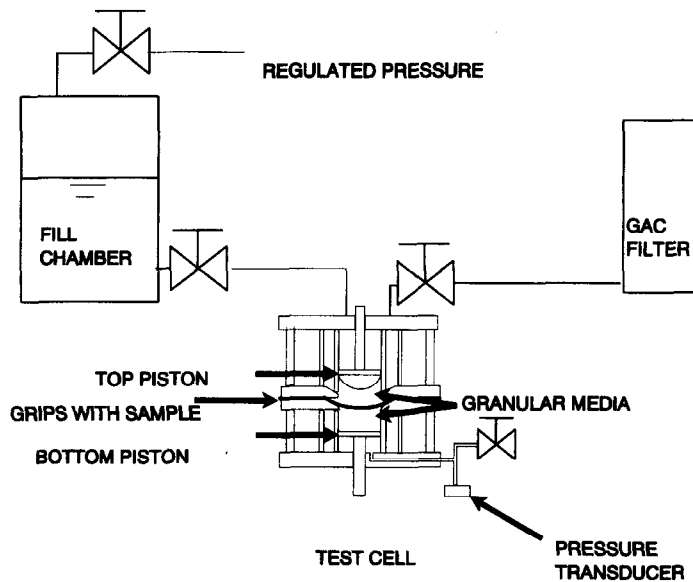 REGULATED PRESSURE
FILL
CHAMBER
GAC
FILTER
TOP PISTON
GRIPS WITH SAMPLE
GRANULAR MEDIA
BOTTOM PISTON
TEST CELL
PRESSURE
TRANSDUCER